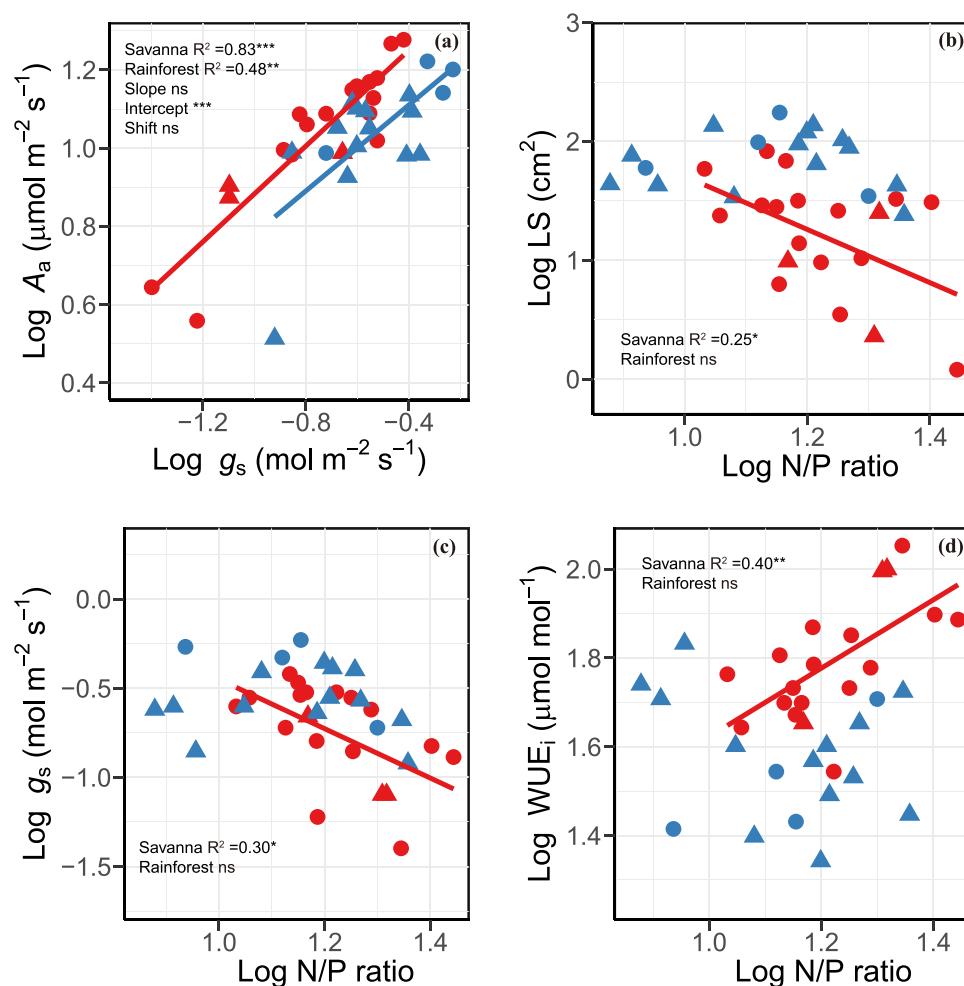 (a)
Savanna R² =0.83***
Rainforest R² =0.48**
Slope ns
Intercept ***
Shift ns
1.2
1.0
0.8
0.6
0.4
Log Aₐ (μmol m⁻² s⁻¹)
−1.2 −0.8 −0.4
Log gₛ (mol m⁻² s⁻¹)
(b)
3
2
1
0
Log LS (cm²)
Savanna R² =0.25*
Rainforest ns
1.0 1.2 1.4
Log N/P ratio
(c)
0.0
−0.5
−1.0
−1.5
Log gₛ (mol m⁻² s⁻¹)
Savanna R² =0.30*
Rainforest ns
1.0 1.2 1.4
Log N/P ratio
(d)
Savanna R² =0.40**
Rainforest ns
2.0
1.8
1.6
1.4
Log WUEᵢ (μmol mol⁻¹)
1.0 1.2 1.4
Log N/P ratio